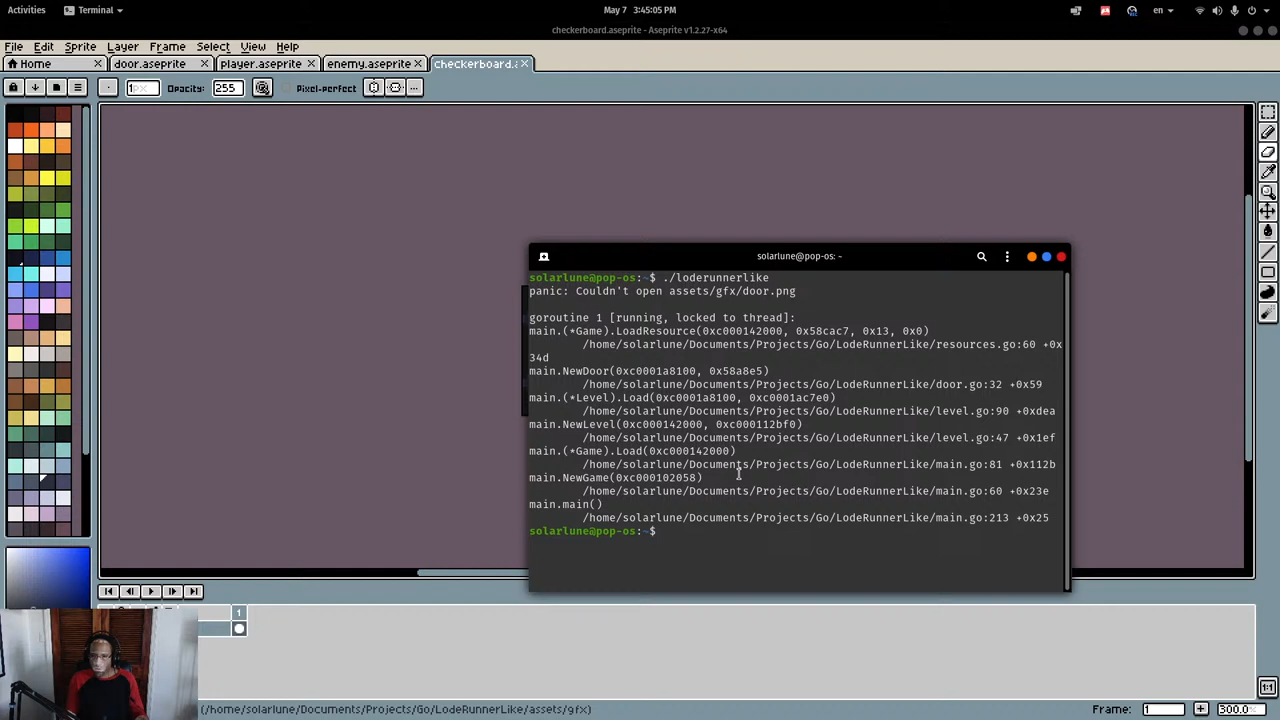 Activities
Terminal
May 7 3:45:05 PM
en
checkerboard.aseprite - Aseprite v1.2.27-x64
File Edit Sprite Layer Frame Select View Help
Home
door.aseprite
player.aseprite
enemy.aseprite
checkerboard.a
1px
Opacity: 255
Pixel-perfect
solarlune@pop-os: ~
solarlune@pop-os:~$ ./loderunnerlike
panic: Couldn't open assets/gfx/door.png
goroutine 1 [running, locked to thread]:
main.(*Game).LoadResource(0xc000142000, 0x58cac7, 0x13, 0x0)
/home/solarlune/Documents/Projects/Go/LodeRunnerLike/resources.go:60 +0x
34d
main.NewDoor(0xc0001a8100, 0x58a8e5)
/home/solarlune/Documents/Projects/Go/LodeRunnerLike/door.go:32 +0x59
main.(*Level).Load(0xc0001a8100, 0xc0001ac7e0)
/home/solarlune/Documents/Projects/Go/LodeRunnerLike/level.go:90 +0xdea
main.NewLevel(0xc000142000, 0xc000112bf0)
/home/solarlune/Documents/Projects/Go/LodeRunnerLike/level.go:47 +0x1ef
main.(*Game).Load(0xc000142000)
/home/solarlune/Documents/Projects/Go/LodeRunnerLike/main.go:81 +0x112b
main.NewGame(0xc000102058)
/home/solarlune/Documents/Projects/Go/LodeRunnerLike/main.go:60 +0x23e
main.main()
/home/solarlune/Documents/Projects/Go/LodeRunnerLike/main.go:213 +0x25
solarlune@pop-os:~$
1
(/home/solarlune/Documents/Projects/Go/LodeRunnerLike/assets/gfx)
Frame: 1
300.0%
1:1